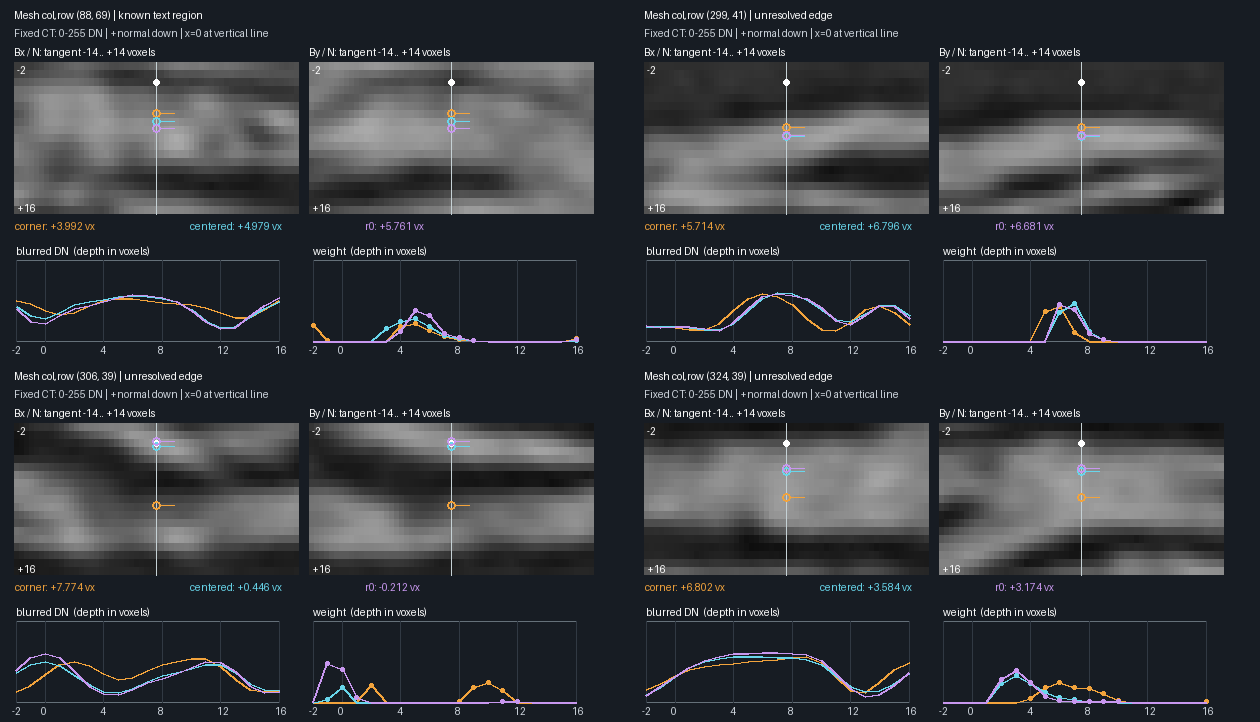 Mesh col,row (88, 69) | known text region
Fixed CT: 0-255 DN | +normal down | x=0 at vertical line
Bx / N: tangent -14.. +14 voxels
By / N: tangent -14.. +14 voxels
-2
-2
+16
+16
corner: +3.992 vx
centered: +4.979 vx
r0: +5.761 vx
blurred DN (depth in voxels)
weight (depth in voxels)
-2 0 4 8 12 16
-2 0 4 8 12 16
Mesh col,row (299, 41) | unresolved edge
Fixed CT: 0-255 DN | +normal down | x=0 at vertical line
Bx / N: tangent -14.. +14 voxels
By / N: tangent -14.. +14 voxels
-2
-2
+16
+16
corner: +5.714 vx
centered: +6.796 vx
r0: +6.681 vx
blurred DN (depth in voxels)
weight (depth in voxels)
-2 0 4 8 12 16
-2 0 4 8 12 16
Mesh col,row (306, 39) | unresolved edge
Fixed CT: 0-255 DN | +normal down | x=0 at vertical line
Bx / N: tangent -14.. +14 voxels
By / N: tangent -14.. +14 voxels
-2
-2
+16
+16
corner: +7.774 vx
centered: +0.446 vx
r0: -0.212 vx
blurred DN (depth in voxels)
weight (depth in voxels)
-2 0 4 8 12 16
-2 0 4 8 12 16
Mesh col,row (324, 39) | unresolved edge
Fixed CT: 0-255 DN | +normal down | x=0 at vertical line
Bx / N: tangent -14.. +14 voxels
By / N: tangent -14.. +14 voxels
-2
-2
+16
+16
corner: +6.802 vx
centered: +3.584 vx
r0: +3.174 vx
blurred DN (depth in voxels)
weight (depth in voxels)
-2 0 4 8 12 16
-2 0 4 8 12 16